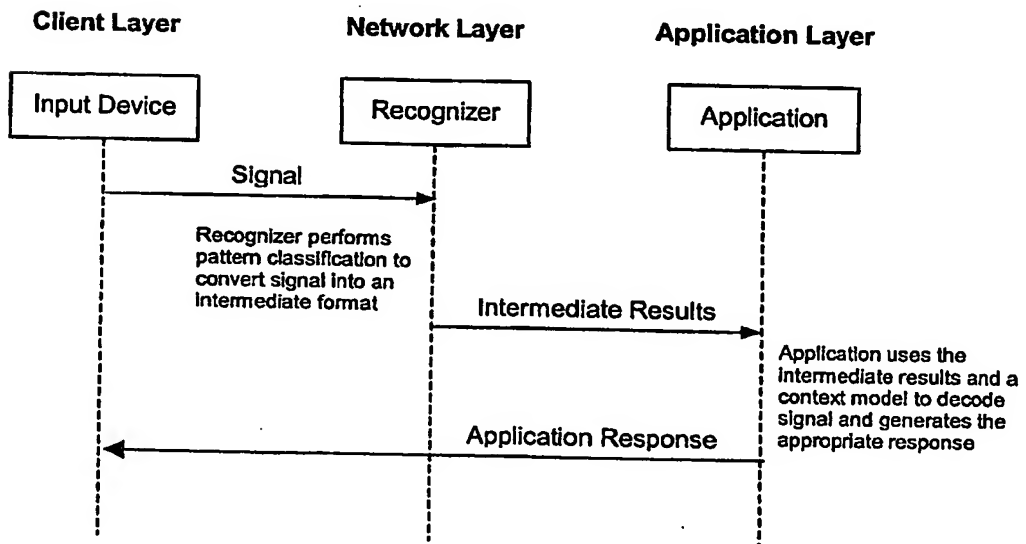 Client Layer
Network Layer
Application Layer
Input Device
Recognizer
Application
Signal
Recognizer performs
pattern classification to
convert signal into an
intermediate format
Intermediate Results
Application uses the
intermediate results and a
context model to decode
signal and generates the
appropriate response
Application Response